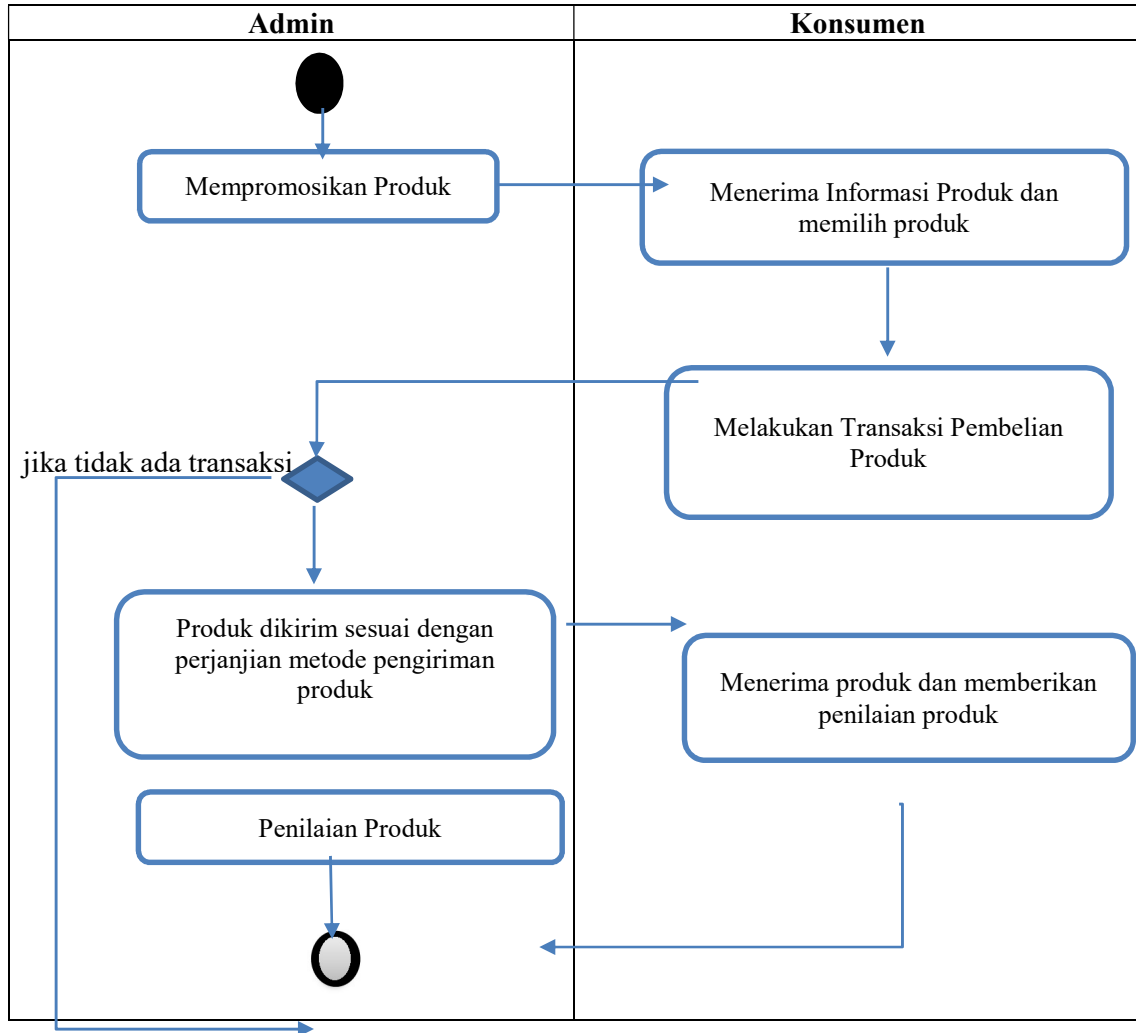 Admin
Konsumen
Mempromosikan Produk
Menerima Informasi Produk dan
memilih produk
Melakukan Transaksi Pembelian
Produk
jika tidak ada transaksi
Produk dikirim sesuai dengan
perjanjian metode pengiriman
produk
Menerima produk dan memberikan
penilaian produk
Penilaian Produk